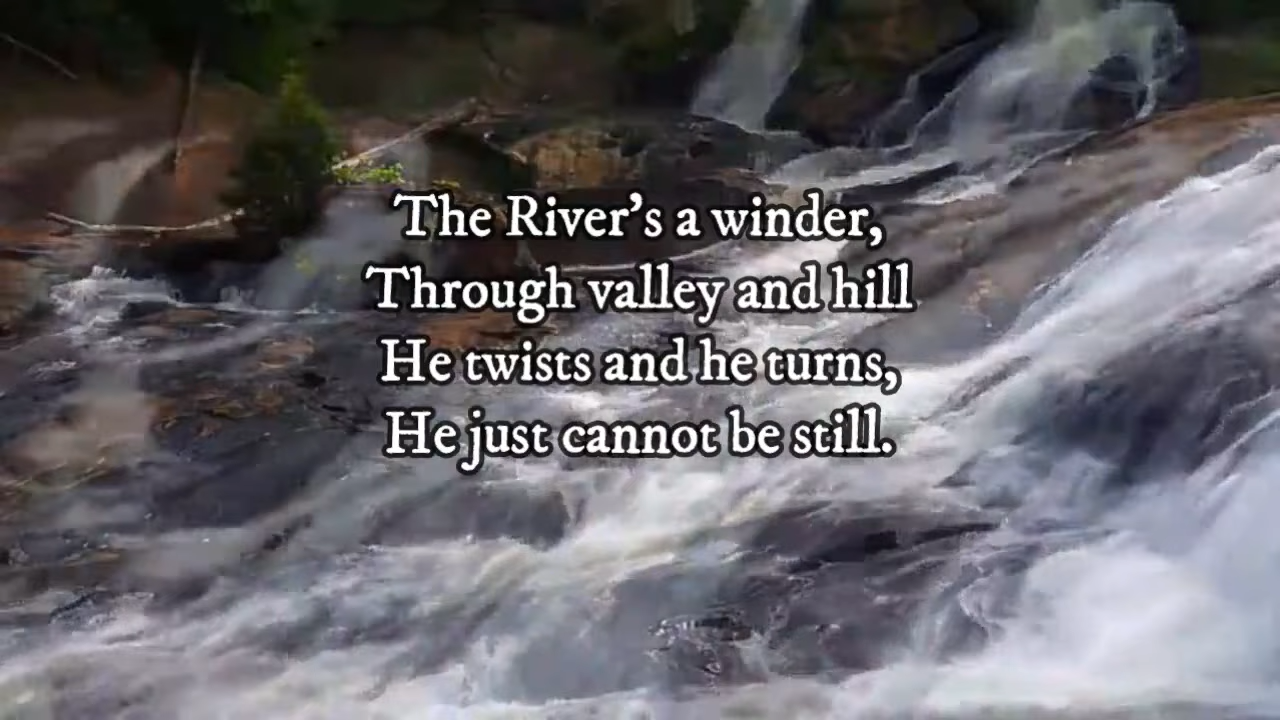 The River’s a winder,
Through valley and hill
He twists and he turns,
He just cannot be still.